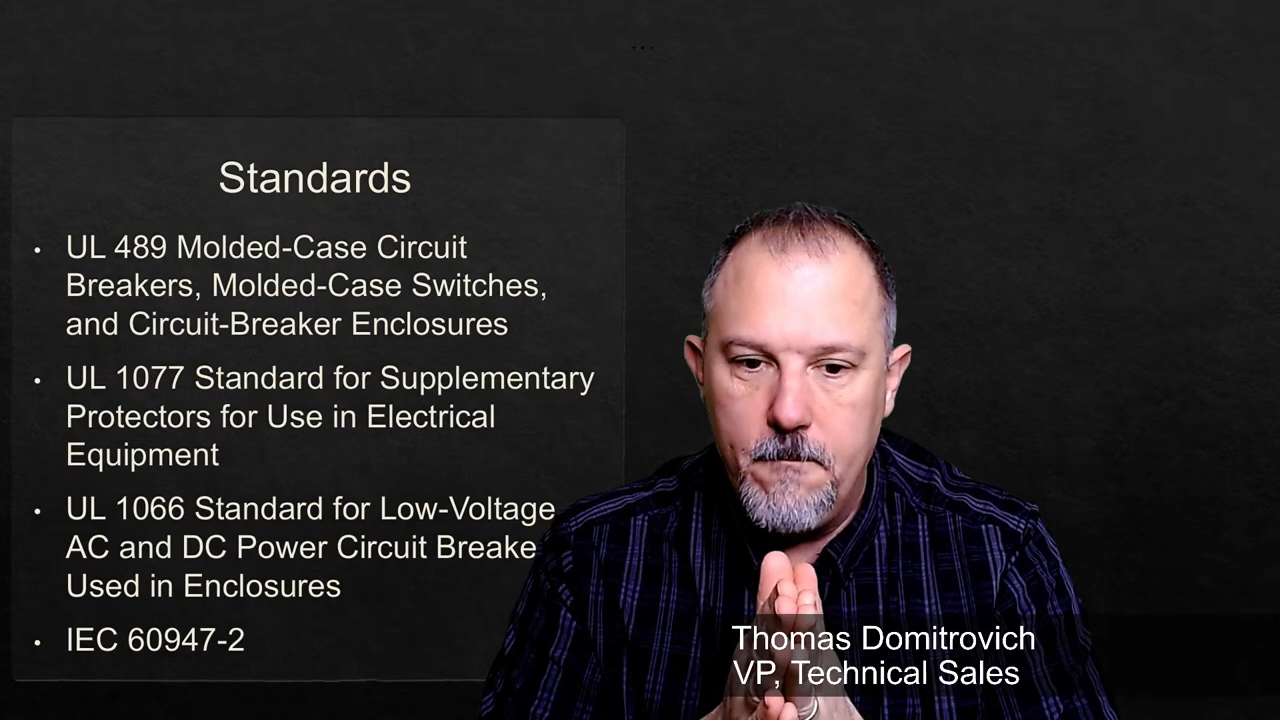 ...
Standards
• UL 489 Molded-Case Circuit
Breakers, Molded-Case Switches,
and Circuit-Breaker Enclosures
• UL 1077 Standard for Supplementary
Protectors for Use in Electrical
Equipment
• UL 1066 Standard for Low-Voltage
AC and DC Power Circuit Breake
Used in Enclosures
• IEC 60947-2
Thomas Domitrovich
VP, Technical Sales